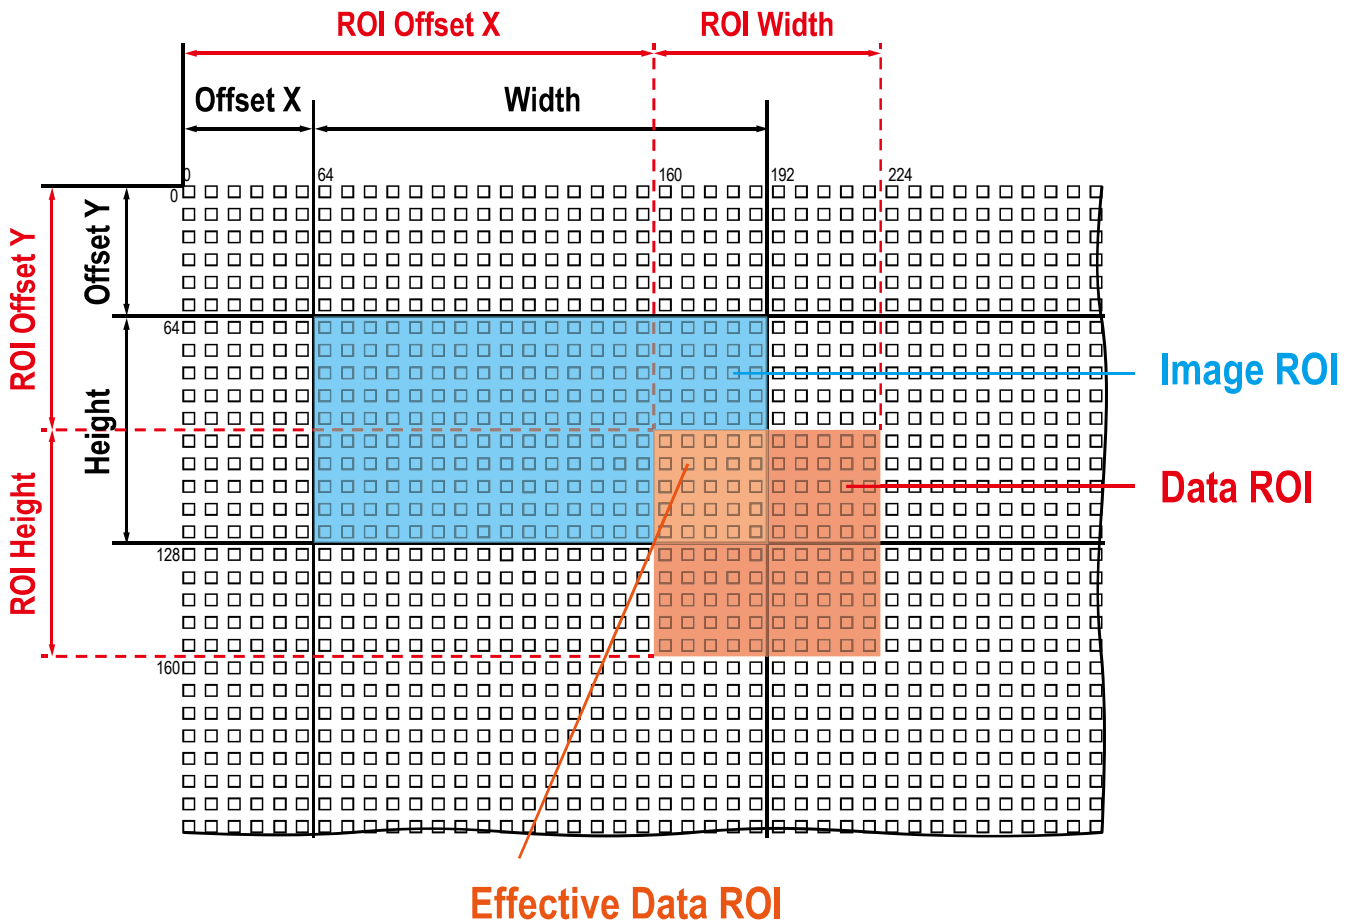 ROI Offset X
ROI Width
Offset X
Width
0
64
160
192
224
0
Offset Y
ROI Offset Y
64
Image ROI
Height
Data ROI
ROI Height
128
160
Effective Data ROI